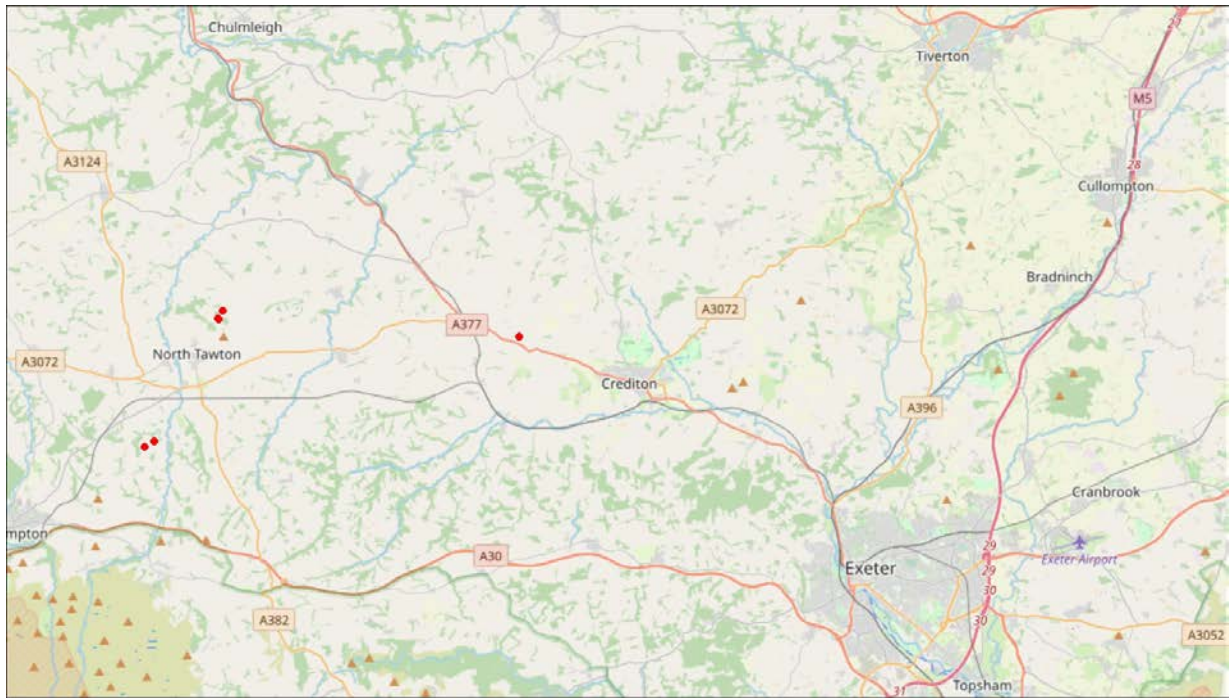 Chulmleigh
23
Tiverton
M5
A3124
28
Cullompton
Bradninch
A3072
A377
North Tawton
A3072
Crediton
A396
Cranbrook
mpton
29
Exeter Airport
A30
Exeter
29
30
30
A382
A3052
Topsham
31